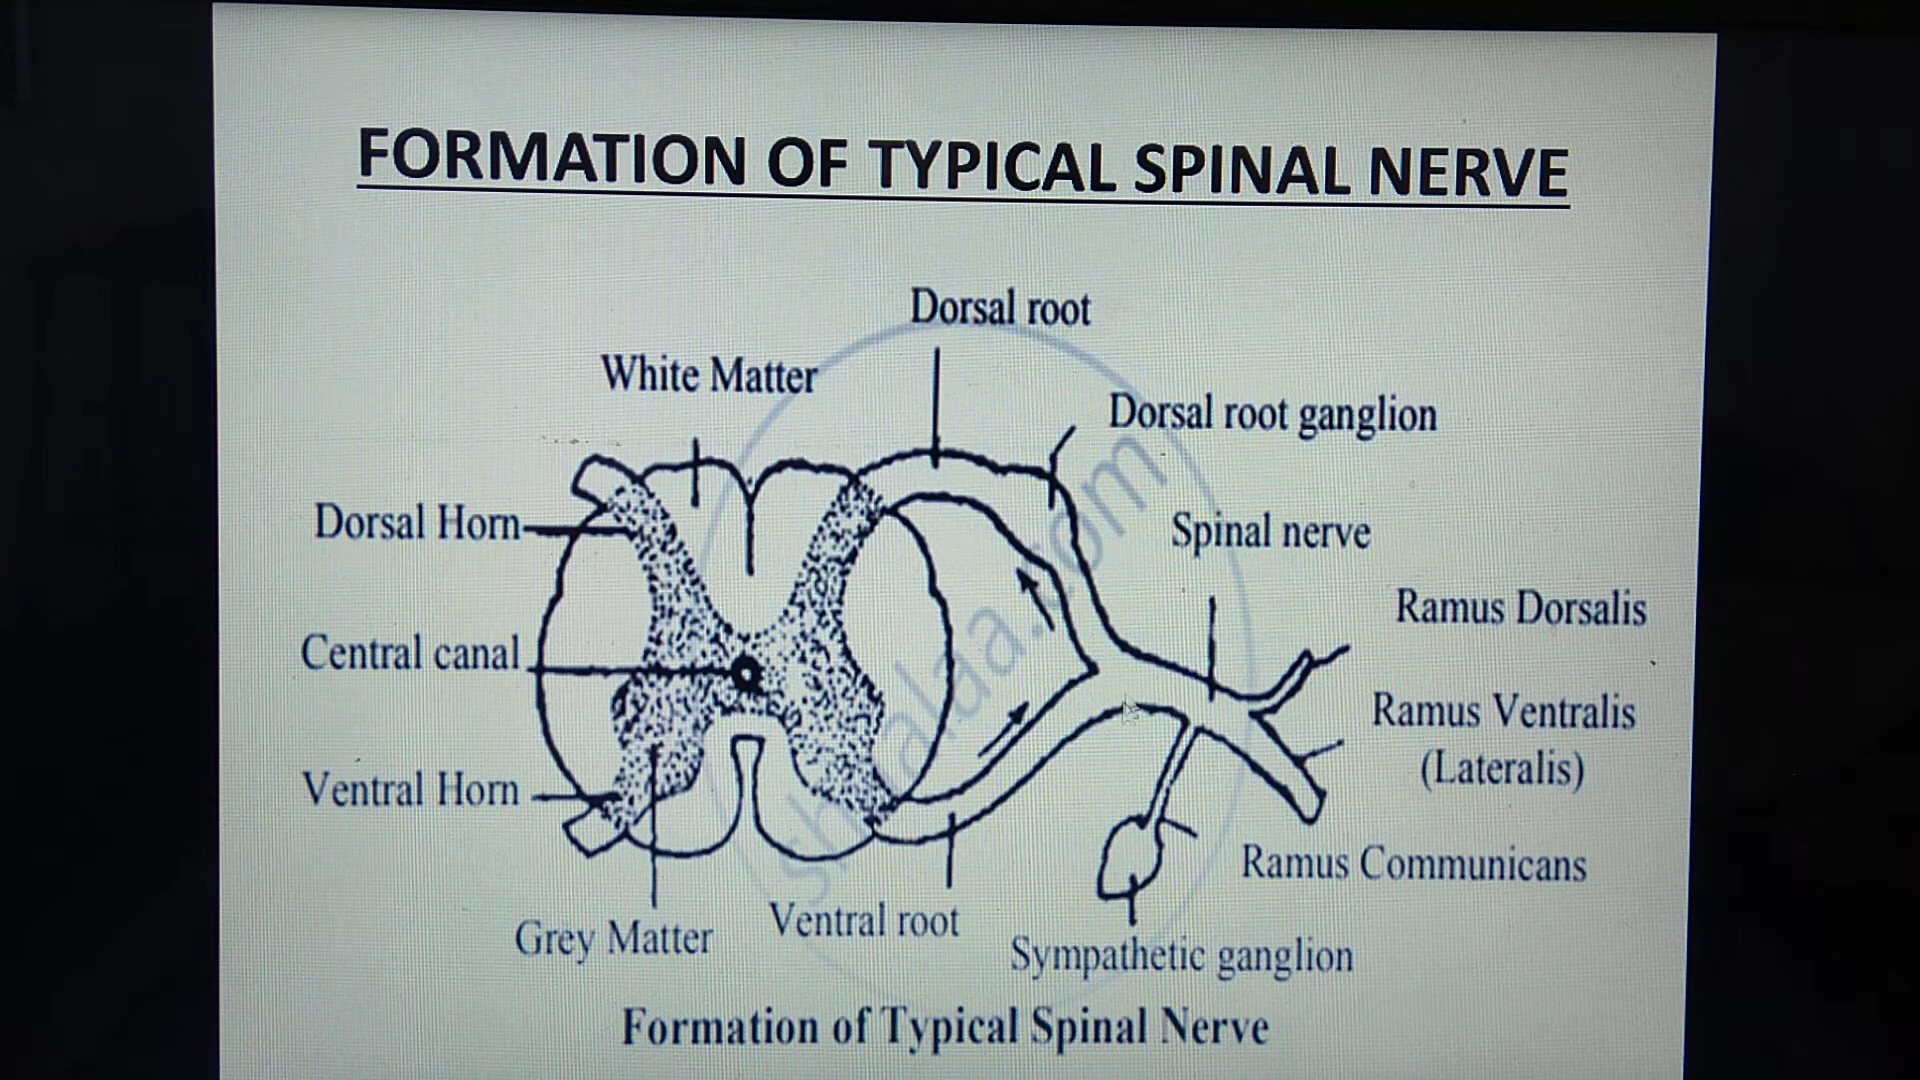 FORMATION OF TYPICAL SPINAL NERVE
Dorsal root
White Matter
Dorsal root ganglion
Dorsal Horn
Spinal nerve
Ramus Dorsalis
Central canal
Ramus Ventralis
(Lateralis)
Ventral Horn
Ramus Communicans
Grey Matter
Ventral root
Sympathetic ganglion
shaalaa.com
Formation of Typical Spinal Nerve